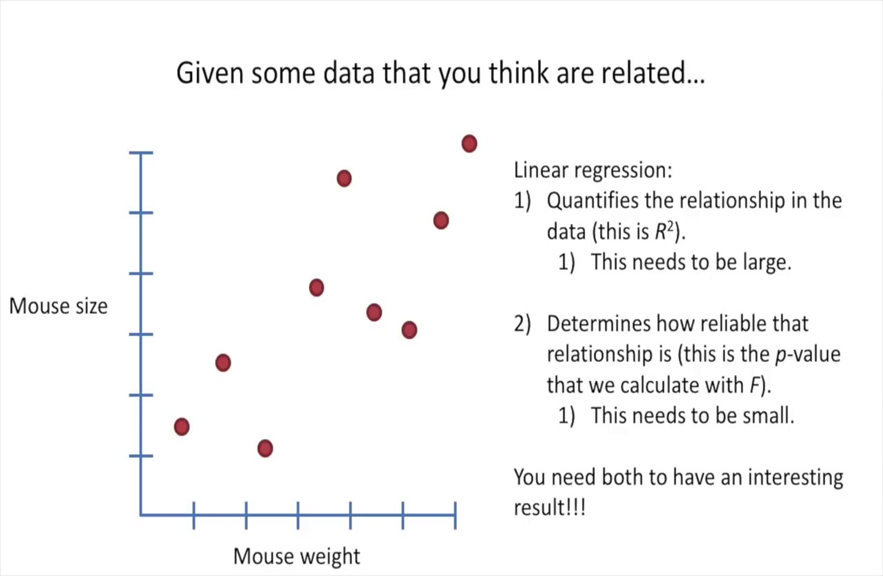 Given some data that you think are related...
Linear regression:
1) Quantifies the relationship in the
data (this is R²).
1) This needs to be large.
Mouse size
2) Determines how reliable that
relationship is (this is the p-value
that we calculate with F).
1) This needs to be small.
You need both to have an interesting
result!!!
Mouse weight